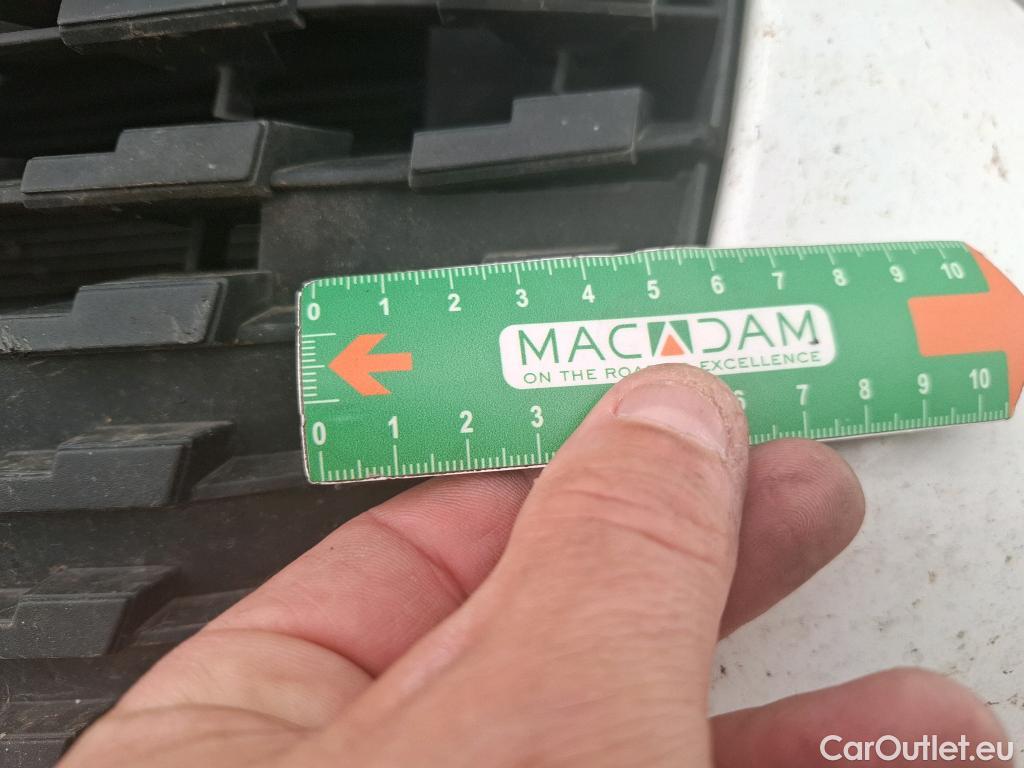 0 1 2 3 4 5 6 7 8 9 10
MACADAM
ON THE ROAD EXCELLENCE
0 1 2 3 6 7 8 9 10
CarOutlet.eu